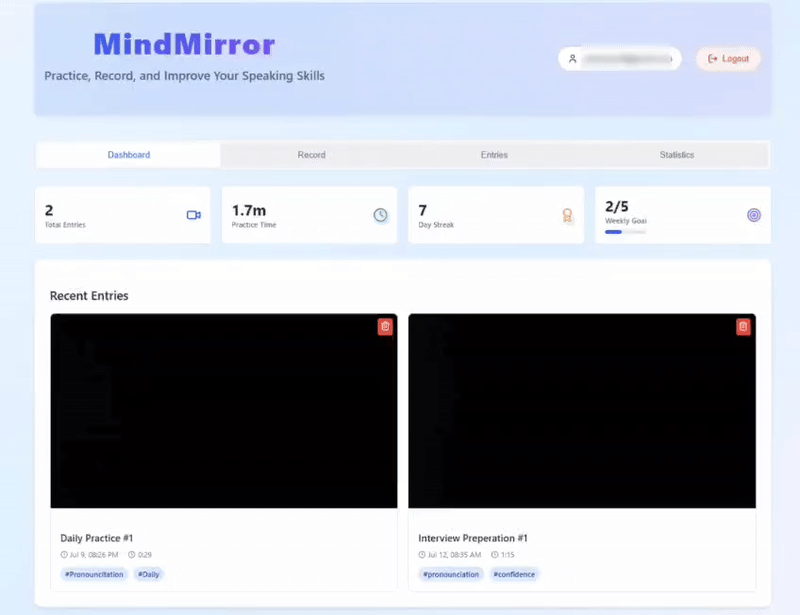 MindMirror
Practice, Record, and Improve Your Speaking Skills
Logout
Dashboard
Record
Entries
Statistics
2
Total Entries
1.7m
Practice Time
7
Day Streak
2/5
Weekly Goal
Recent Entries
Daily Practice #1
Jul 9, 08:26 PM 0:29
#Pronouncitation #Daily
Interview Preperation #1
Jul 12, 08:35 AM 1:15
#pronounciation #confidence